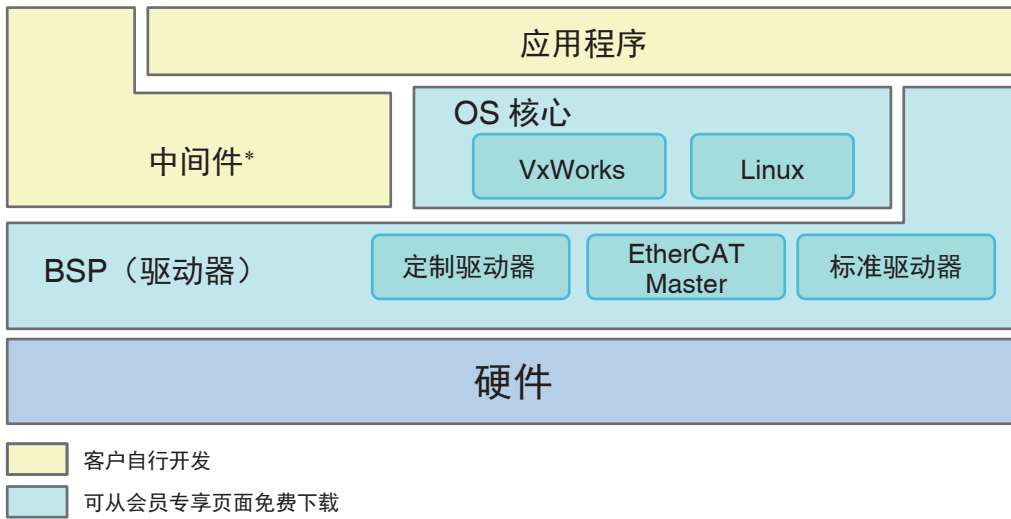 应用程序
OS 核心
中间件*
VxWorks
Linux
BSP（驱动器）
定制驱动器
EtherCAT
Master
标准驱动器
硬件
客户自行开发
可从会员专享页面免费下载